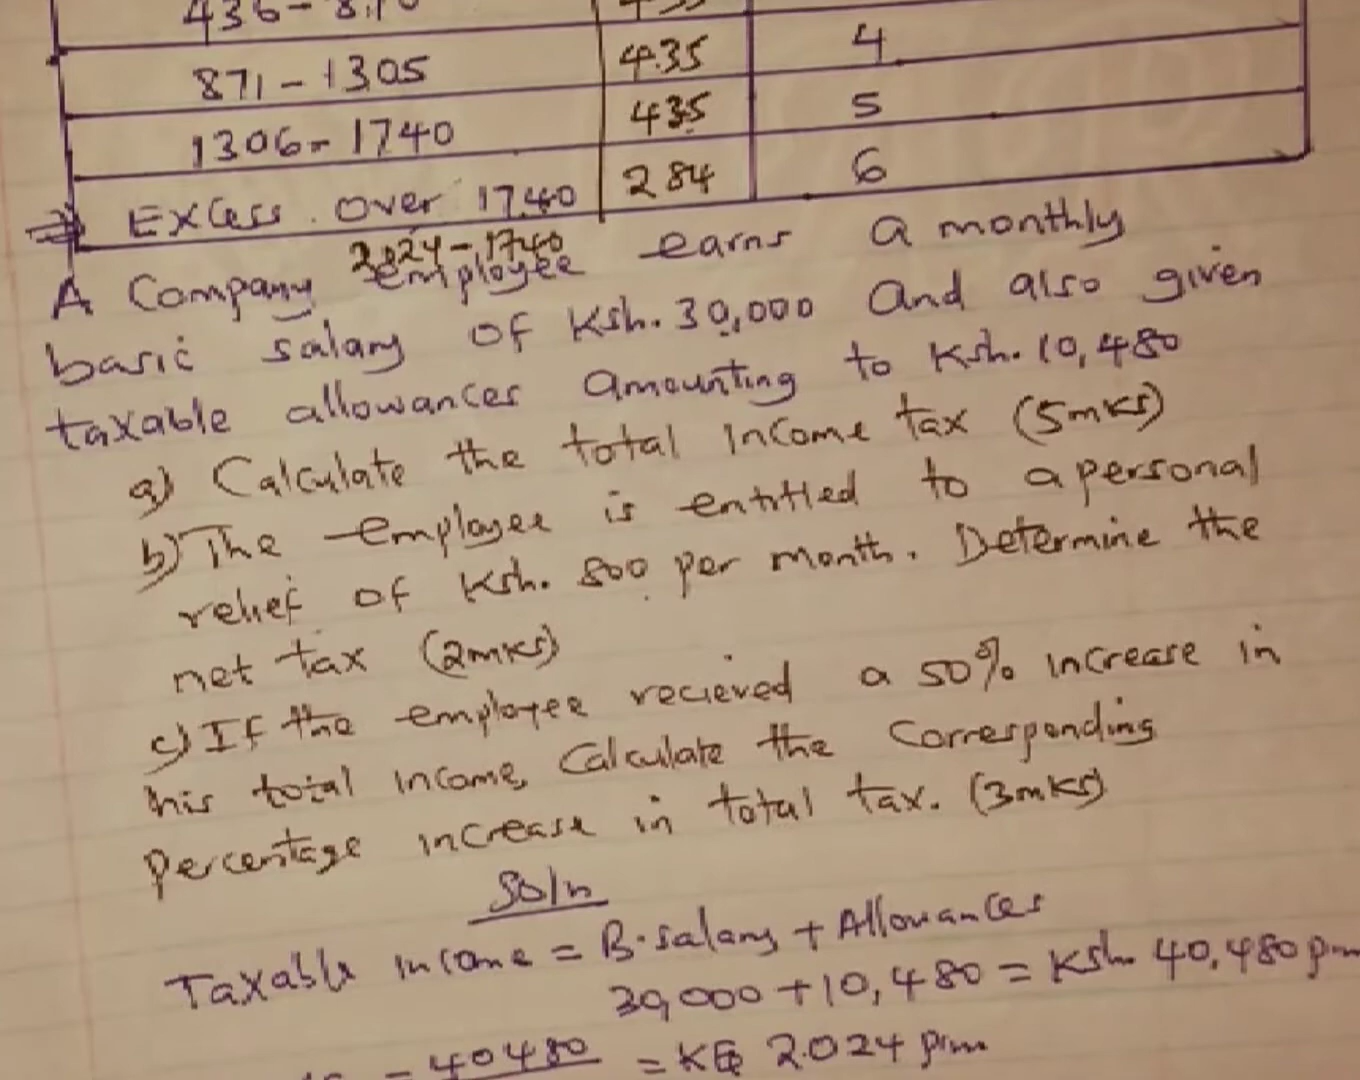 436-870
871-1305 435 4
1306-1740 435 5
Excess over 1740 284 6
2024-1740
A Company employee earns a monthly
basic salary of Ksh. 30,000 and also given
taxable allowances amounting to Ksh. 10,480
a) Calculate the total income tax (5mks)
b) The employee is entitled to a personal
relief of Ksh. 800 per month. Determine the
net tax (2mks)
c) If the employee recieved a 50% increase in
his total income, Calculate the Corresponding
Percentage increase in total tax. (3mks)
Soln
Taxable income = B.salary + Allowances
30,000 + 10,480 = Ksh 40,480 pm
= 40480 = K£ 2024 p.m